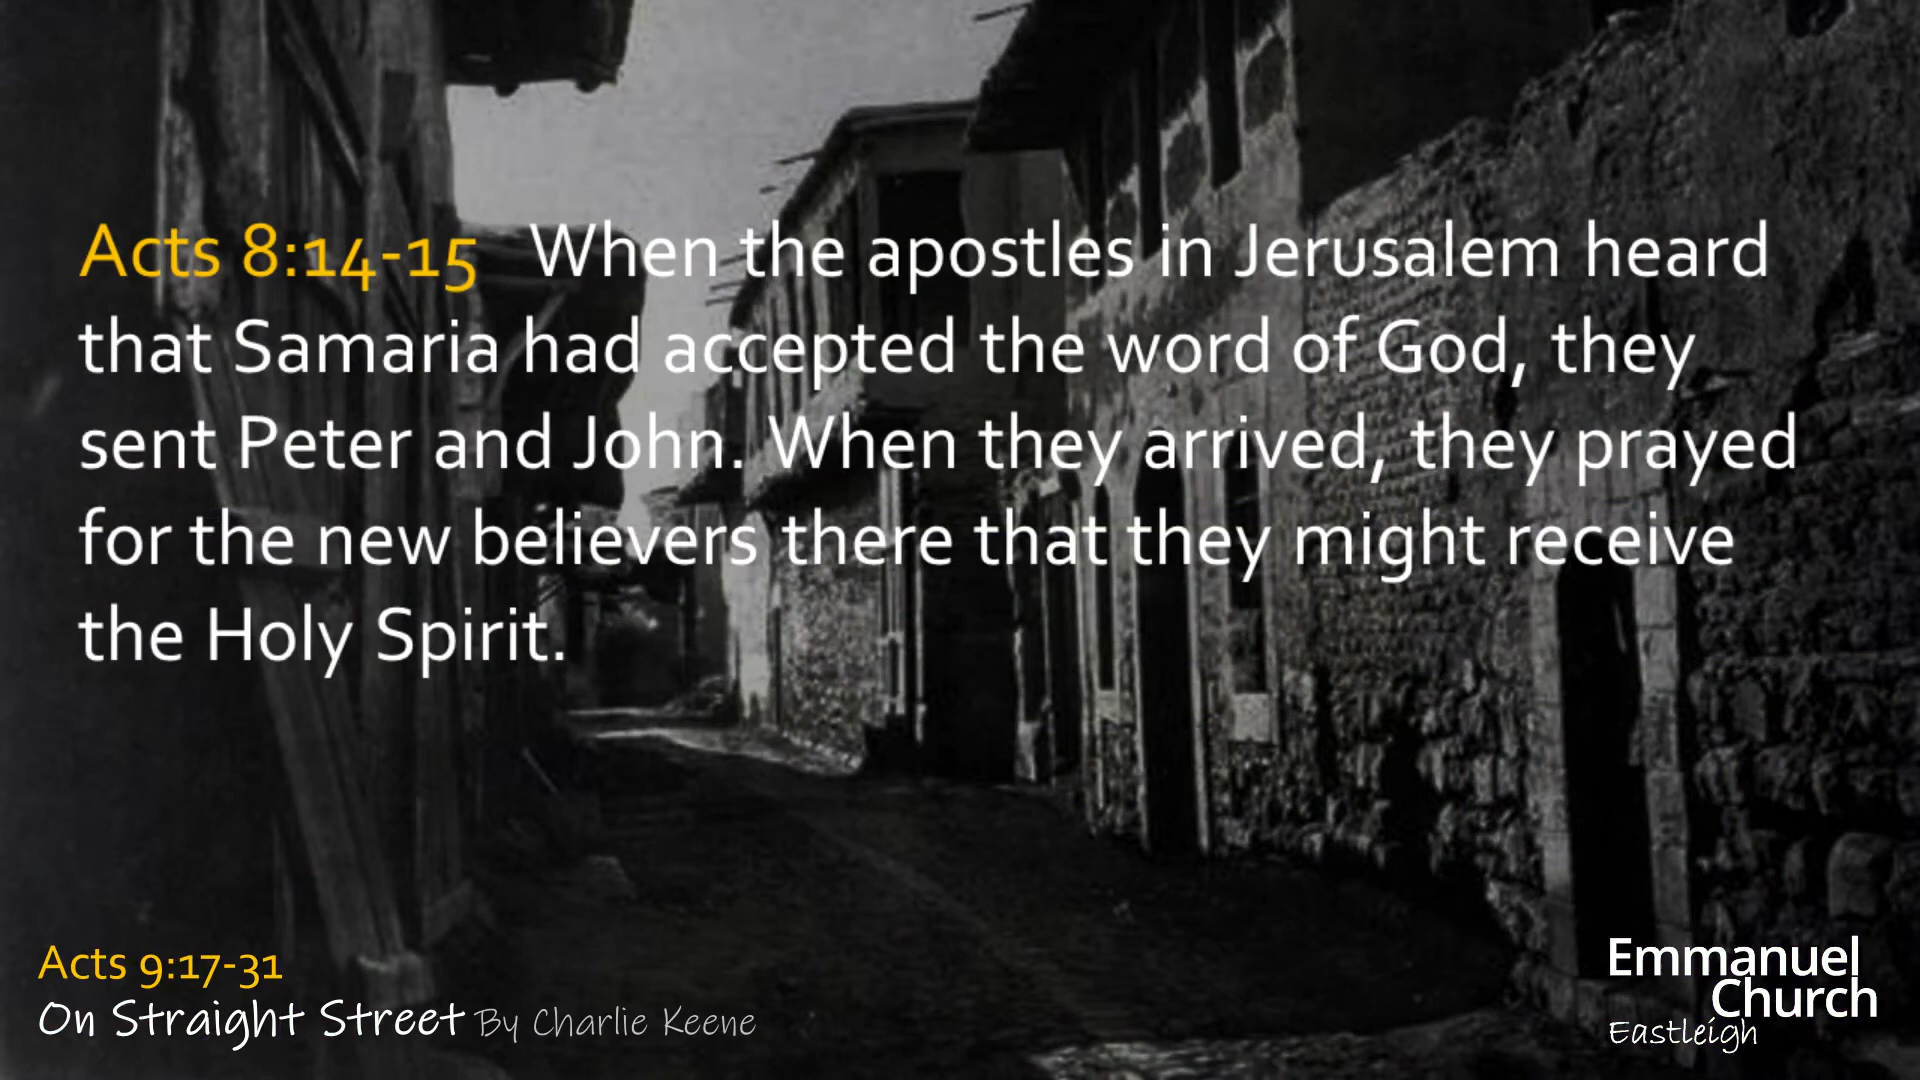 Acts 8:14-15 When the apostles in Jerusalem heard
that Samaria had accepted the word of God, they
sent Peter and John. When they arrived, they prayed
for the new believers there that they might receive
the Holy Spirit.
Acts 9:17-31
On Straight Street By Charlie Keene
Emmanuel
Church
Eastleigh